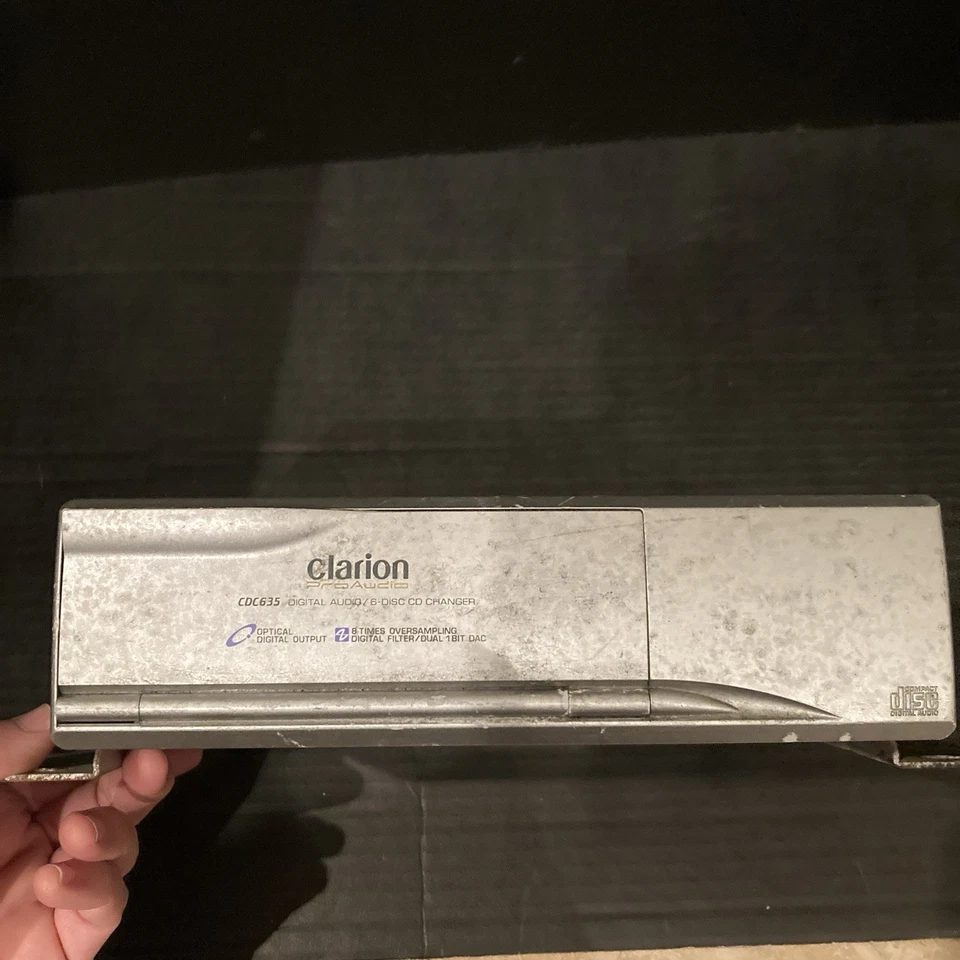 clarion
ProAudio
CDC635 DIGITAL AUDIO/6-DISC CD CHANGER
OPTICAL
DIGITAL OUTPUT
8-TIMES OVERSAMPLING
DIGITAL FILTER/DUAL 1BIT DAC
COMPACT
disc
DIGITAL AUDIO